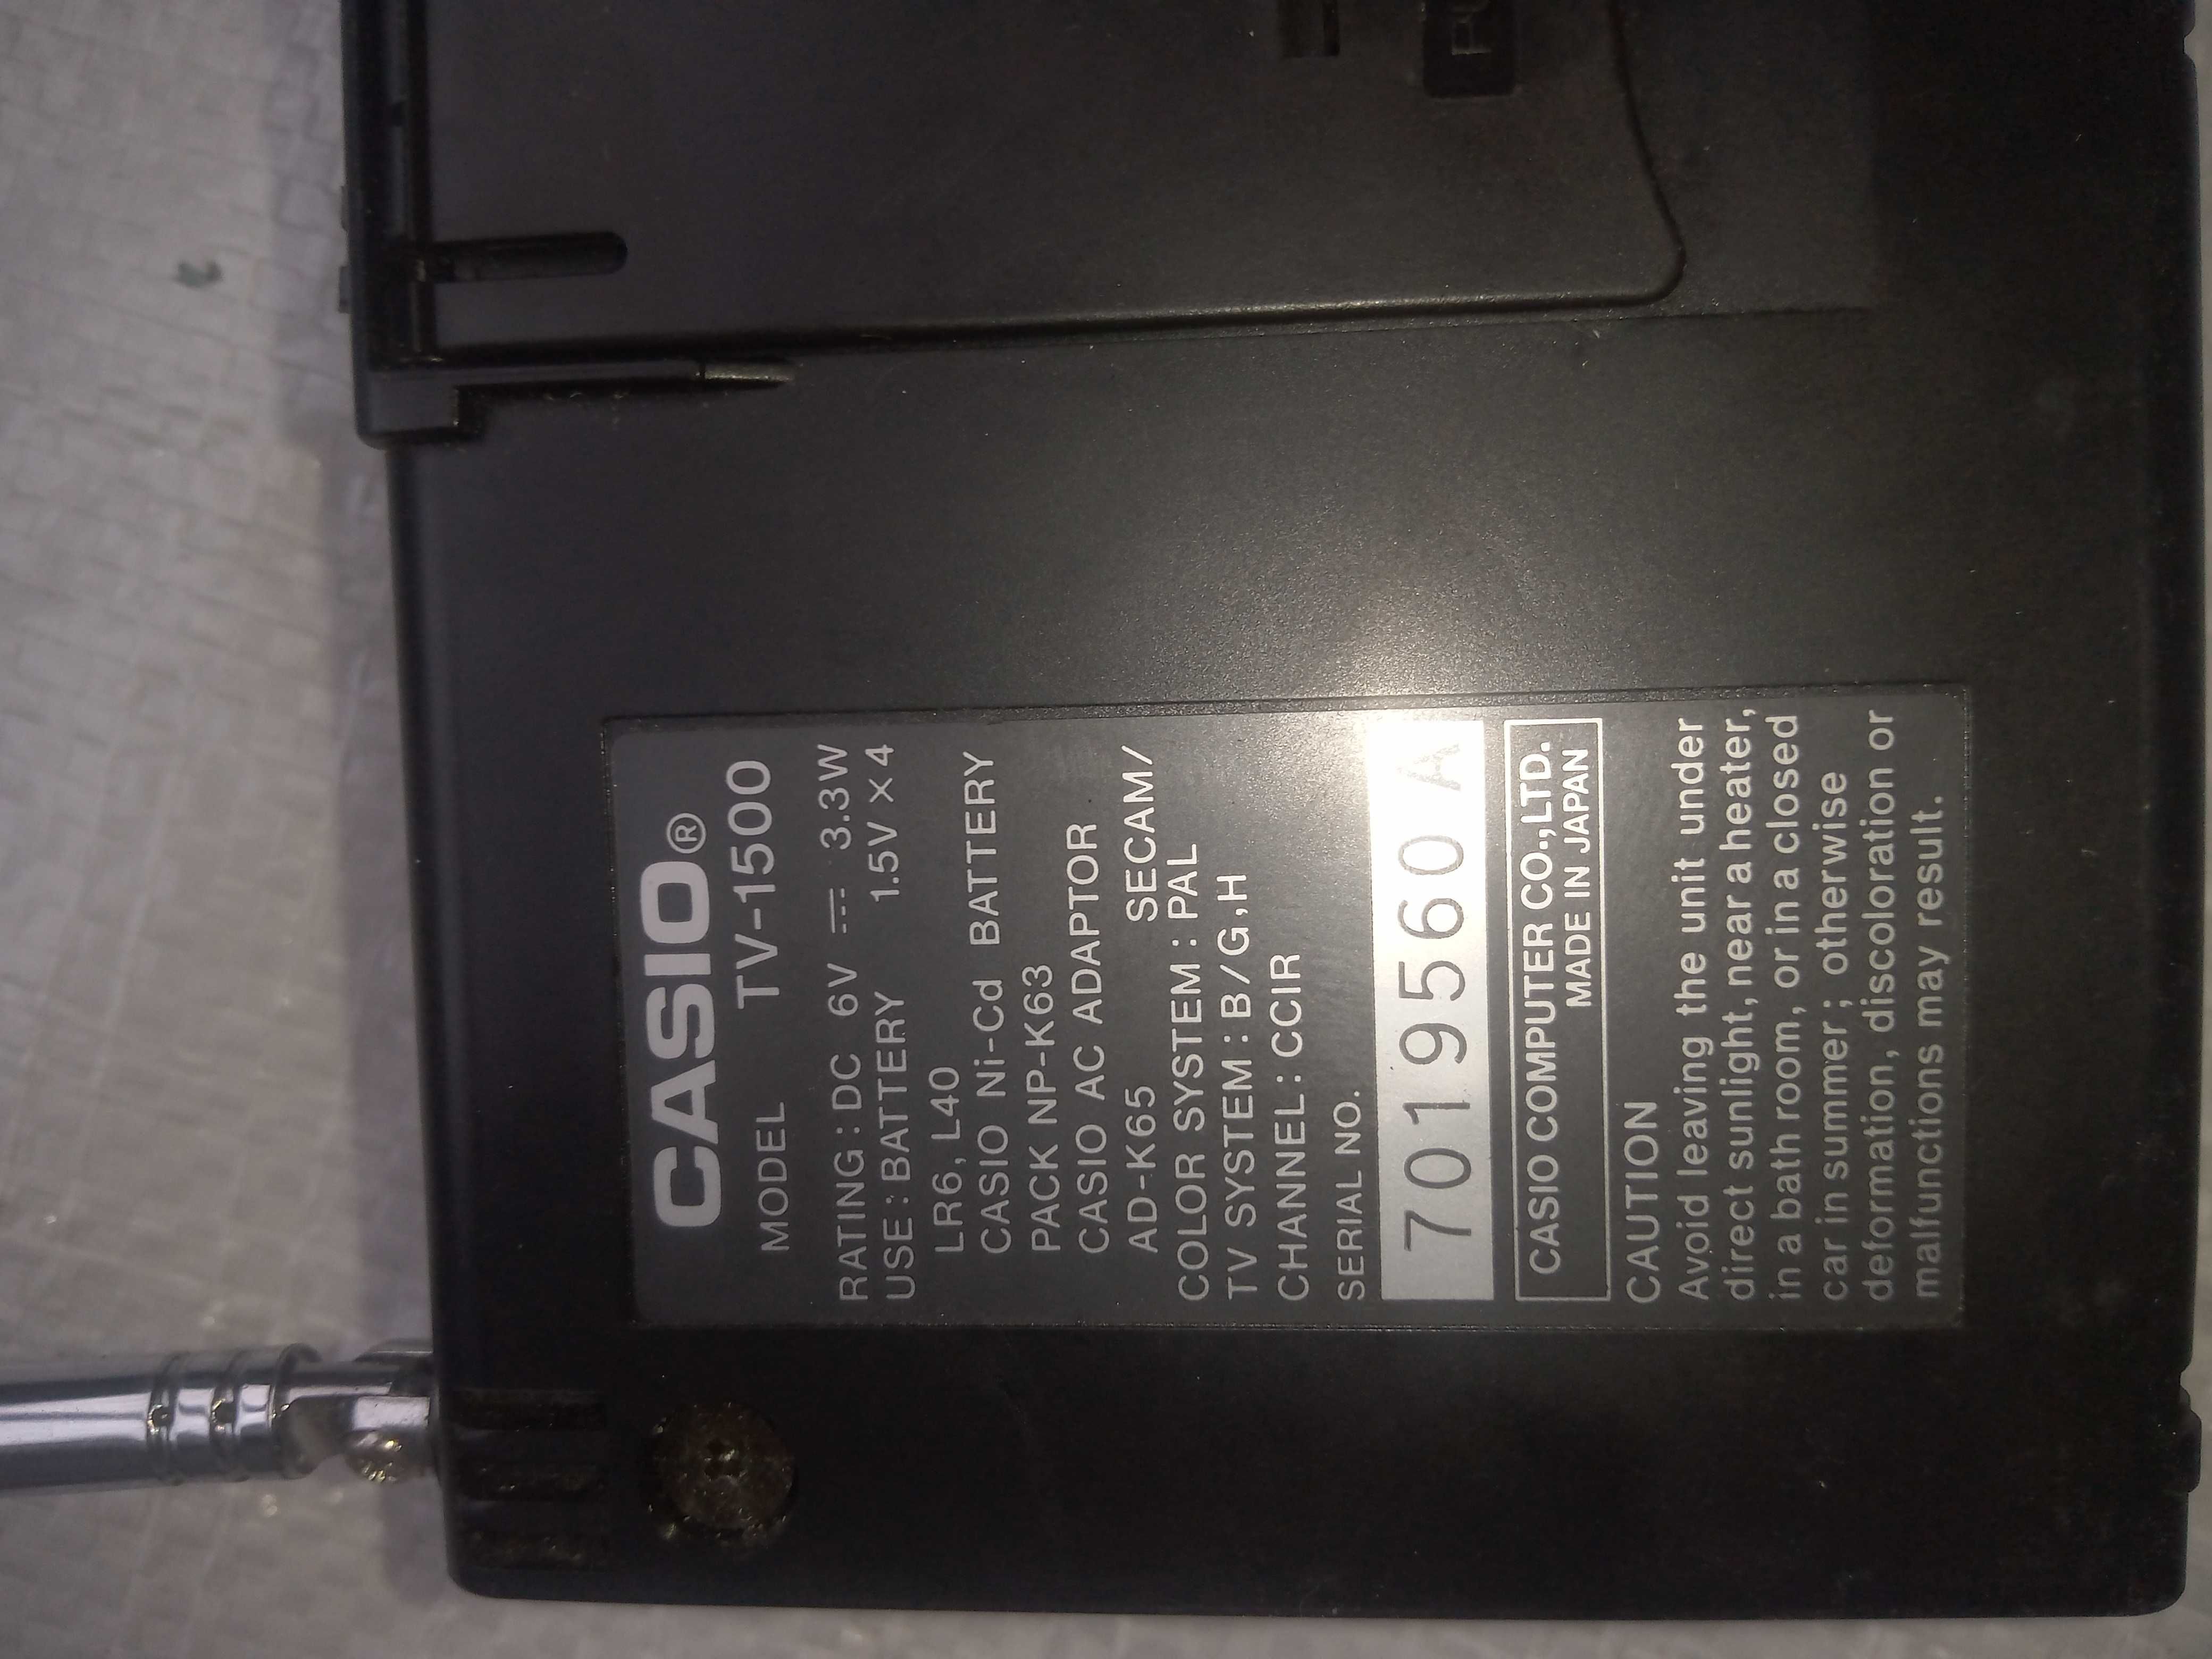 CASIO®
MODEL TV-1500
RATING : DC 6V ⎓ 3.3W
USE : BATTERY 1.5V × 4
LR6, L40
CASIO Ni-Cd BATTERY
PACK NP-K63
CASIO AC ADAPTOR
AD-K65
SECAM/
COLOR SYSTEM : PAL
TV SYSTEM : B/G,H
CHANNEL : CCIR
SERIAL NO.
7019560 A
CASIO COMPUTER CO.,LTD.
MADE IN JAPAN
CAUTION
Avoid leaving the unit under
direct sunlight, near a heater,
in a bath room, or in a closed
car in summer ; otherwise
deformation, discoloration or
malfunctions may result.